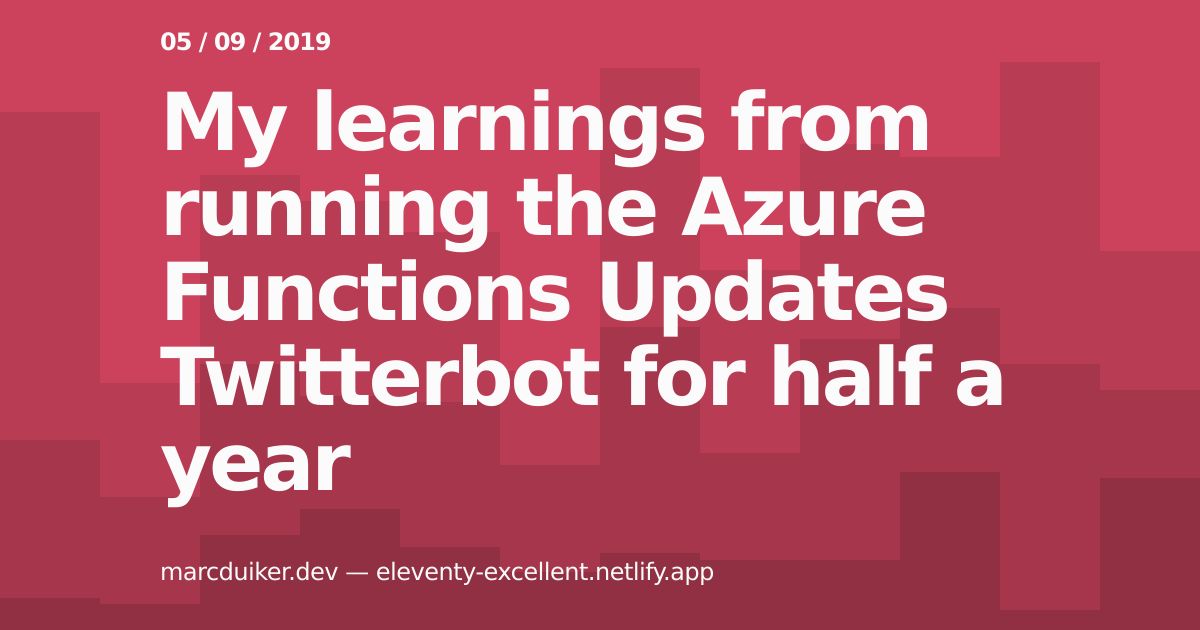 05 / 09 / 2019
My learnings from
running the Azure
Functions Updates
Twitterbot for half a
year
marcduiker.dev — eleventy-excellent.netlify.app